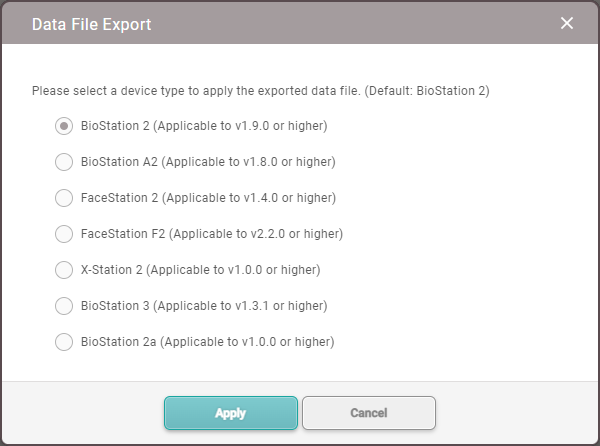 Data File Export
Please select a device type to apply the exported data file. (Default: BioStation 2)
BioStation 2 (Applicable to v1.9.0 or higher)
BioStation A2 (Applicable to v1.8.0 or higher)
FaceStation 2 (Applicable to v1.4.0 or higher)
FaceStation F2 (Applicable to v2.2.0 or higher)
X-Station 2 (Applicable to v1.0.0 or higher)
BioStation 3 (Applicable to v1.3.1 or higher)
BioStation 2a (Applicable to v1.0.0 or higher)
Apply Cancel